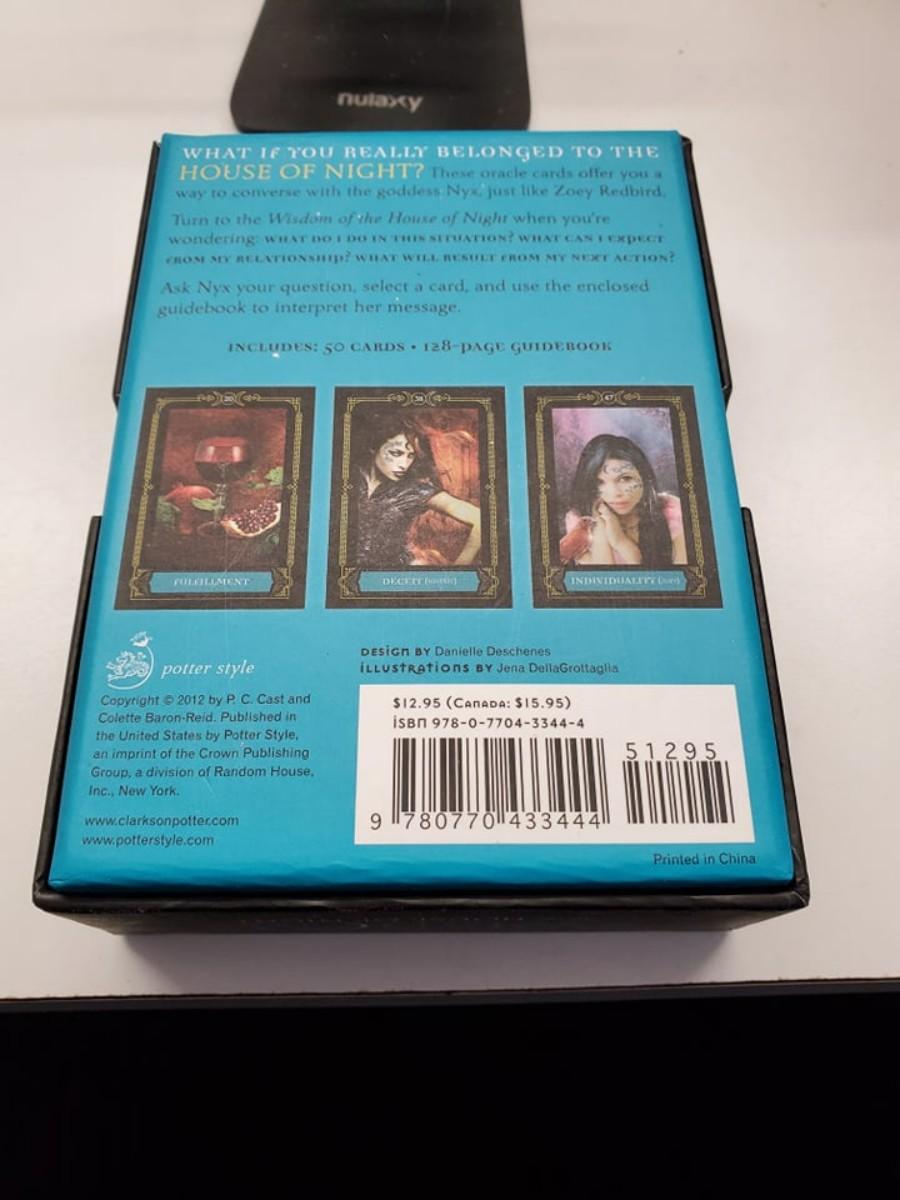 nulaxy
WHAT IF YOU REALLY BELONGED TO THE
HOUSE OF NIGHT? These oracle cards offer you a
way to converse with the goddess Nyx, just like Zoey Redbird.
Turn to the Wisdom of the House of Night when you're
wondering: WHAT DO I DO IN THIS SITUATION? WHAT CAN I EXPECT
FROM MY RELATIONSHIP? WHAT WILL RESULT FROM MY NEXT ACTION?
Ask Nyx your question, select a card, and use the enclosed
guidebook to interpret her message.
INCLUDES: 50 CARDS • 128-PAGE GUIDEBOOK
20
38
47
FULFILLMENT
DECEIT
INDIVIDUALITY
potter style
DESIGN BY Danielle Deschenes
ILLUSTRATIONS BY Jena DellaGrottaglia
Copyright © 2012 by P. C. Cast and
Colette Baron-Reid. Published in
the United States by Potter Style,
an imprint of the Crown Publishing
Group, a division of Random House,
Inc., New York.
www.clarksonpotter.com
www.potterstyle.com
$12.95 (CANADA: $15.95)
ISBN 978-0-7704-3344-4
51295
9 780770 433444
Printed in China